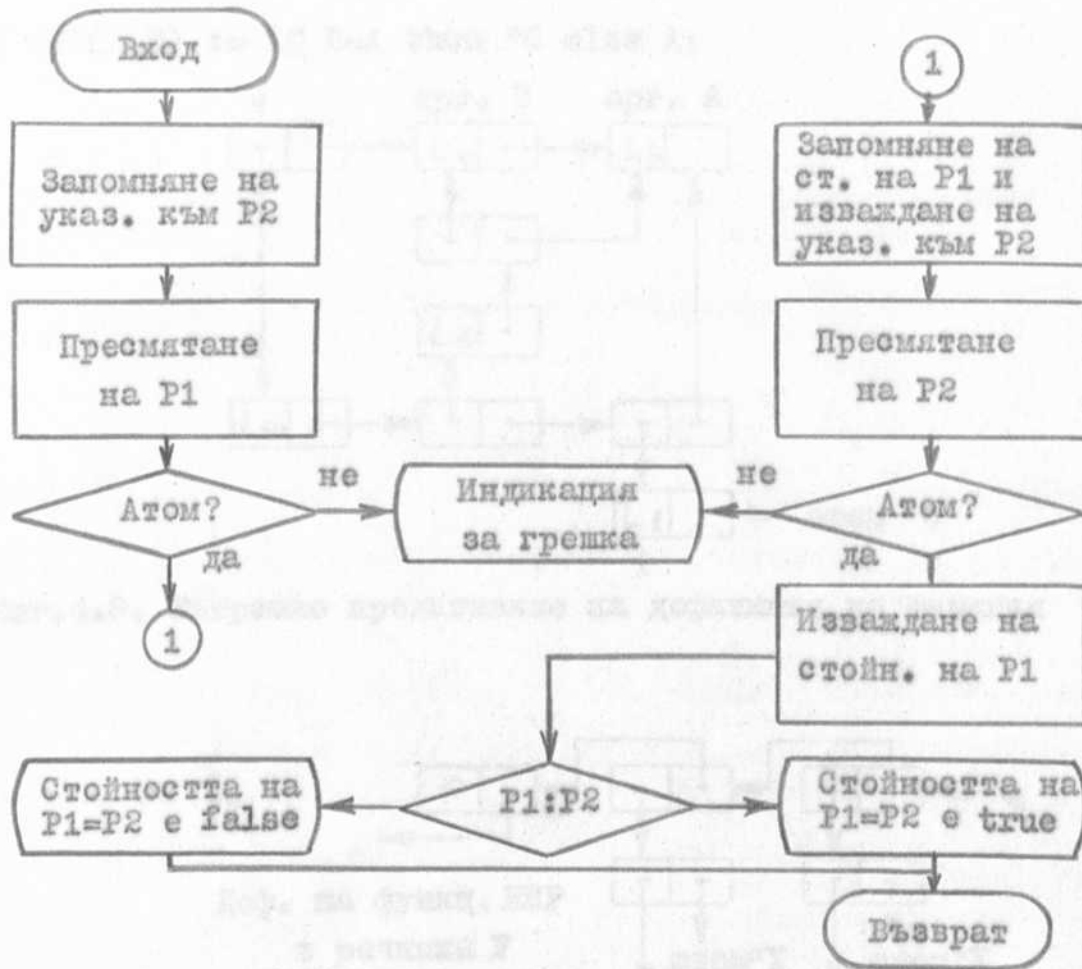 Вход
Запомняне на
указ. към P2
Пресмятане
на P1
Атом?
не
да
1
Индикация
за грешка
1
Запомняне на
ст. на P1 и
изваждане на
указ. към P2
Пресмятане
на P2
не
Атом?
да
Изваждане на
стойн. на P1
P1:P2
Стойността на
P1=P2 е false
Стойността на
P1=P2 е true
Възврат